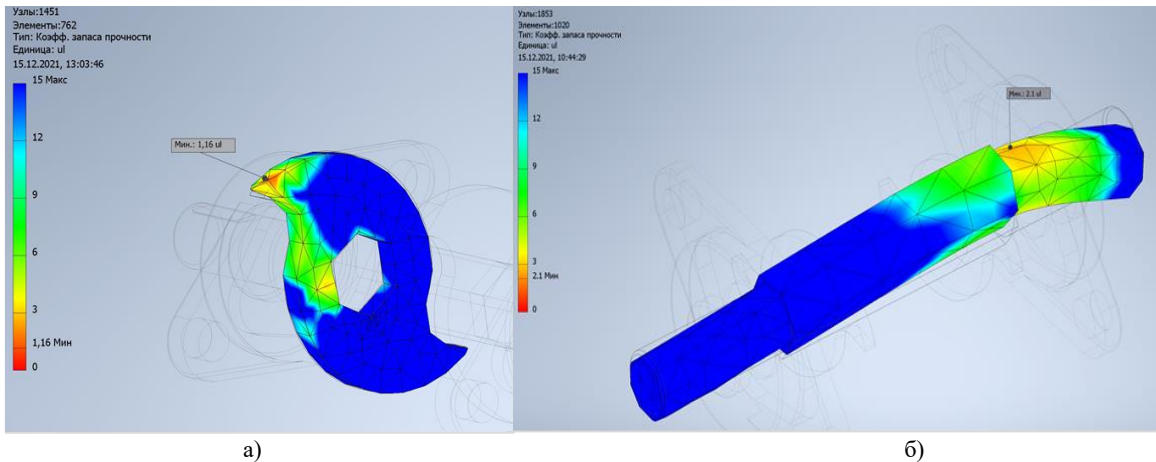 Узлы:1451
Элементы:762
Тип: Коэфф. запаса прочности
Единица: ul
15.12.2021, 13:03:46
15 Макс
12
9
6
3
1,16 Мин
0
Мин.: 1,16 ul
а)
Узлы:1853
Элементы:1020
Тип: Коэфф. запаса прочности
Единица: ul
15.12.2021, 10:44:29
15 Макс
12
9
6
3
2.1 Мин
0
Мин.: 2.1 ul
б)